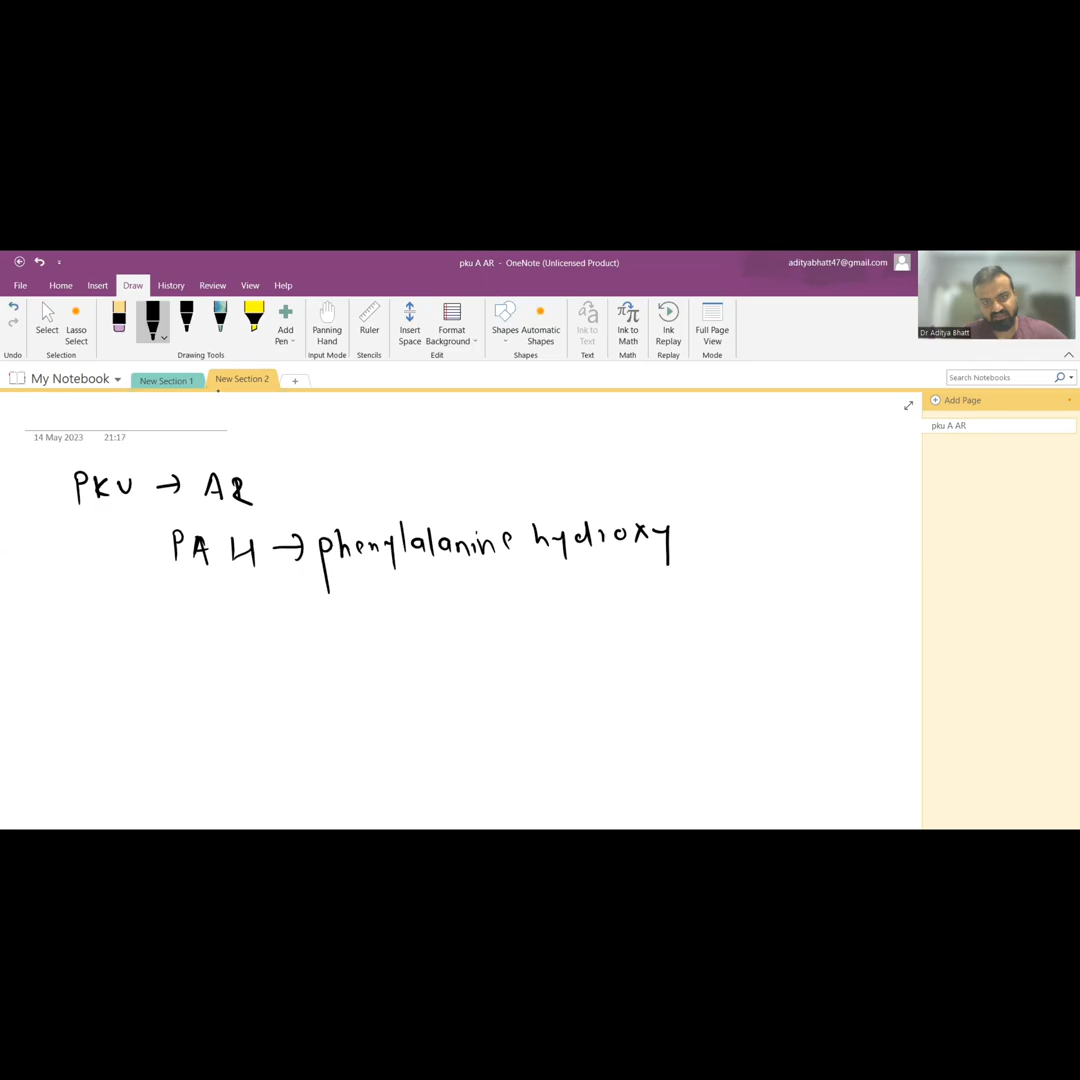 pku A AR - OneNote (Unlicensed Product)
adityabhatt47@gmail.com
File Home Insert Draw History Review View Help
Undo
Select
Lasso Select
Selection
Drawing Tools
Add Pen
Panning Hand
Input Mode
Ruler
Stencils
Insert Space
Format Background
Edit
Shapes
Automatic Shapes
Shapes
Ink to Text
Text
Ink to Math
Math
Ink Replay
Replay
Full Page View
Mode
Dr Aditya Bhatt
My Notebook
New Section 1
New Section 2
Search Notebooks
Add Page
pku A AR
14 May 2023 21:17
PKU → AR
PAH → phenylalanine hydroxy